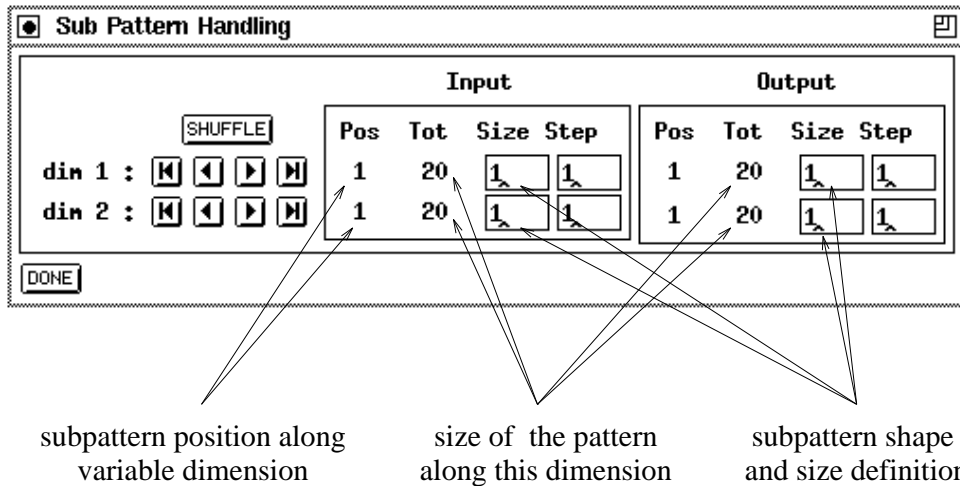 Sub Pattern Handling
Input Output
SHUFFLE Pos Tot Size Step Pos Tot Size Step
dim 1 : 1 20 1 1 1 20 1 1
dim 2 : 1 20 1 1 1 20 1 1
DONE
subpattern position along size of the pattern subpattern shape
variable dimension along this dimension and size definition